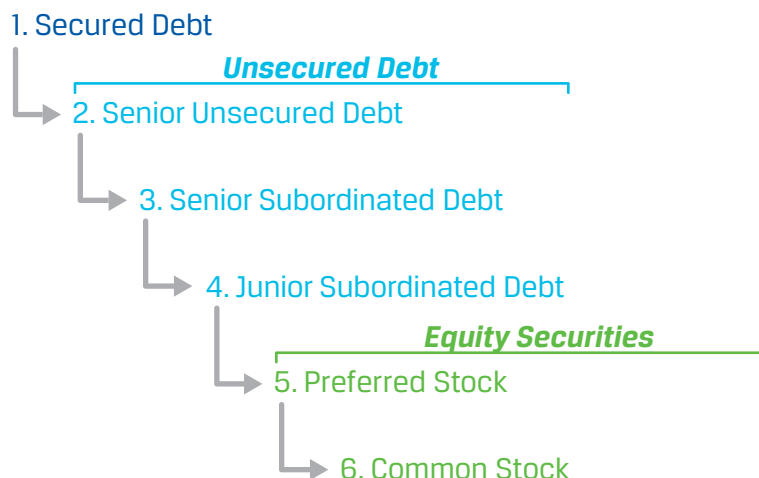 1. Secured Debt
Unsecured Debt
2. Senior Unsecured Debt
3. Senior Subordinated Debt
4. Junior Subordinated Debt
Equity Securities
5. Preferred Stock
6. Common Stock